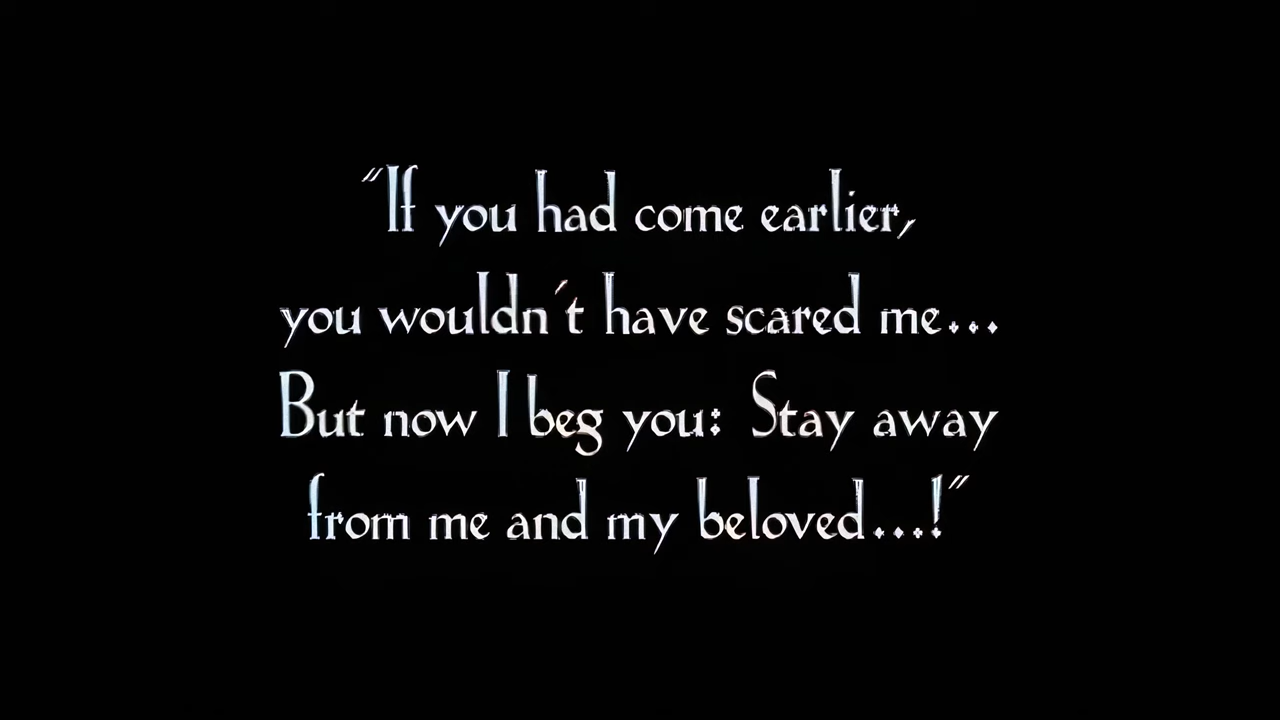 "If you had come earlier,
you wouldn´t have scared me...
But now I beg you: Stay away
from me and my beloved...!"